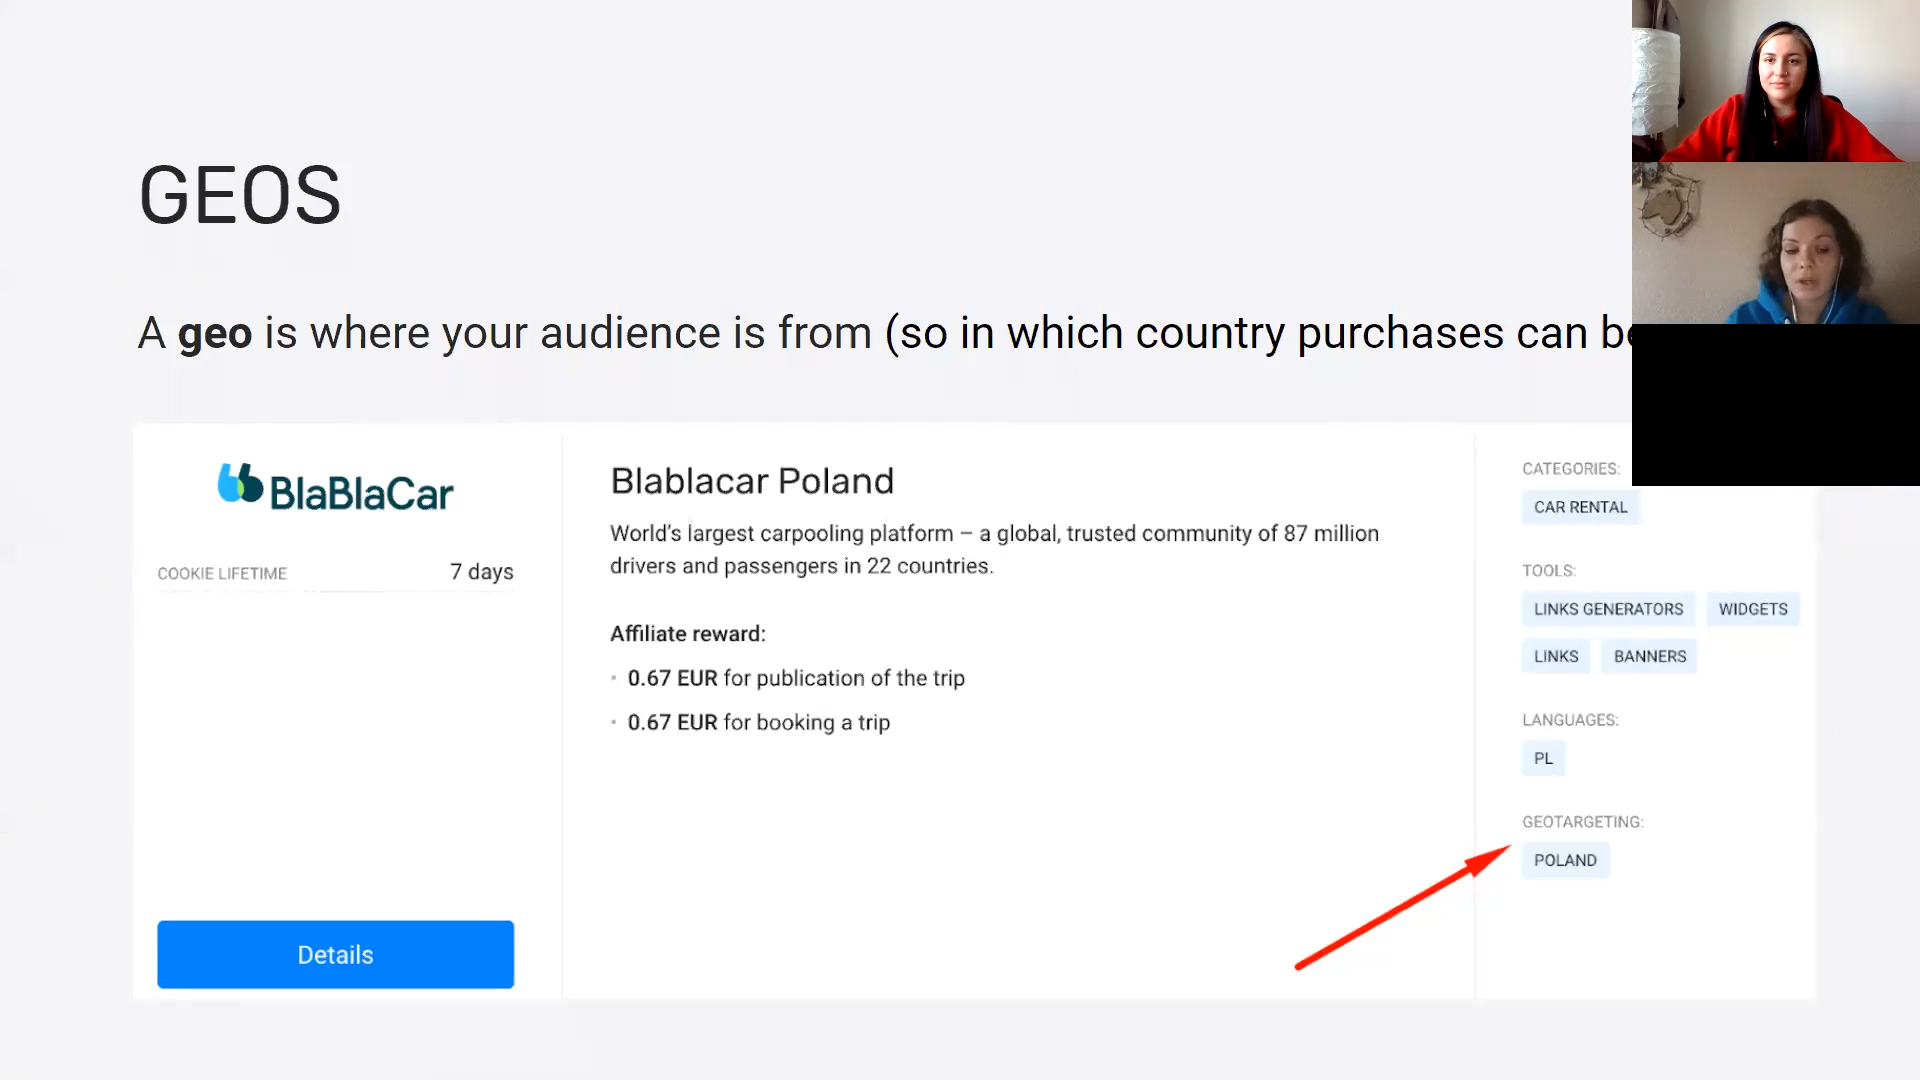 GEOS
A geo is where your audience is from (so in which country purchases can be
BlaBlaCar
COOKIE LIFETIME 7 days
Details
Blablacar Poland
World's largest carpooling platform – a global, trusted community of 87 million
drivers and passengers in 22 countries.
Affiliate reward:
· 0.67 EUR for publication of the trip
· 0.67 EUR for booking a trip
CATEGORIES:
CAR RENTAL
TOOLS:
LINKS GENERATORS WIDGETS
LINKS BANNERS
LANGUAGES:
PL
GEOTARGETING:
POLAND